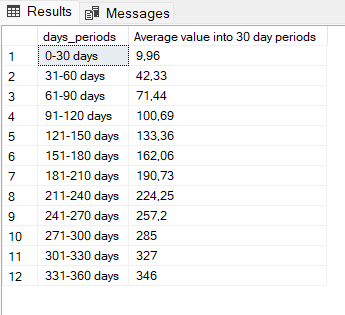 Results Messages
days_periods Average value into 30 day periods
1 0-30 days 9,96
2 31-60 days 42,33
3 61-90 days 71,44
4 91-120 days 100,69
5 121-150 days 133,36
6 151-180 days 162,06
7 181-210 days 190,73
8 211-240 days 224,25
9 241-270 days 257,2
10 271-300 days 285
11 301-330 days 327
12 331-360 days 346